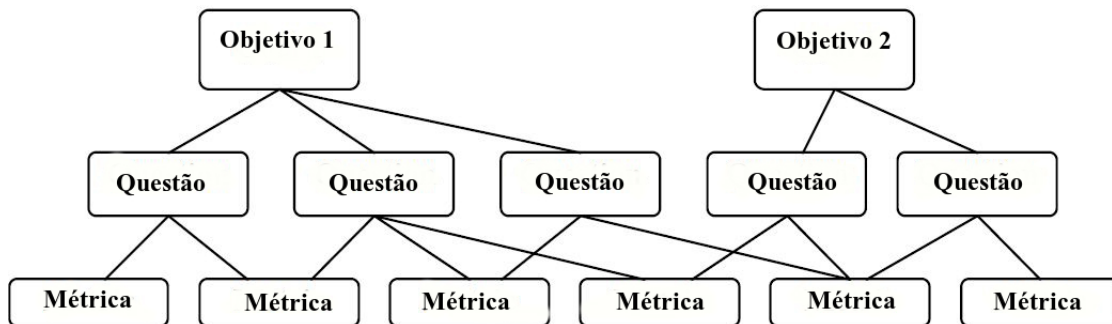 Objetivo 1
Objetivo 2
Questão
Questão
Questão
Questão
Questão
Métrica
Métrica
Métrica
Métrica
Métrica
Métrica